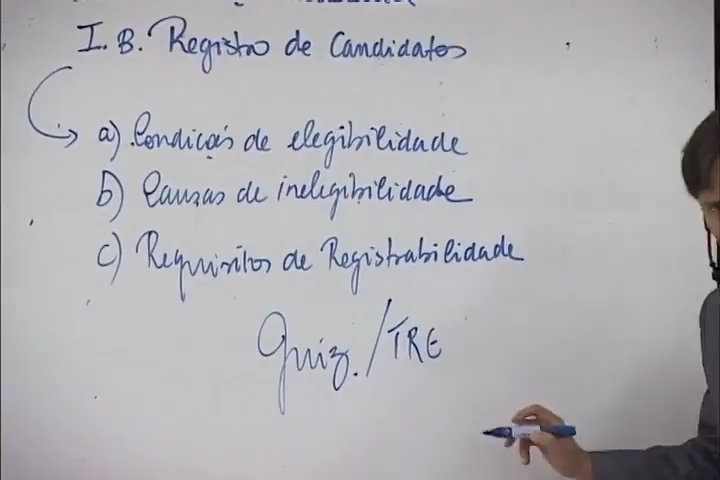 I.B. Registro de Candidatos
a) Condições de elegibilidade
b) Causas de inelegibilidade
c) Requisitos de Registrabilidade
Juiz. / TRE